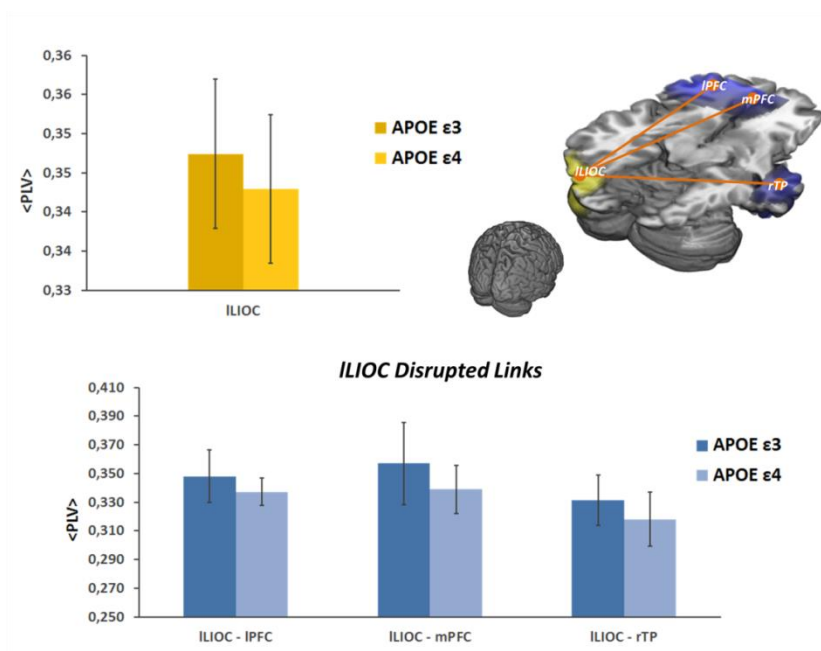 0,36
0,36
0,35
0,35
0,34
0,34
0,33
<PLV>
lLIOC
APOE ε3
APOE ε4
lPFC
mPFC
lLIOC
rTP
lLIOC Disrupted Links
0,410
0,390
0,370
0,350
0,330
0,310
0,290
0,270
0,250
<PLV>
APOE ε3
APOE ε4
lLIOC - lPFC
lLIOC - mPFC
lLIOC - rTP